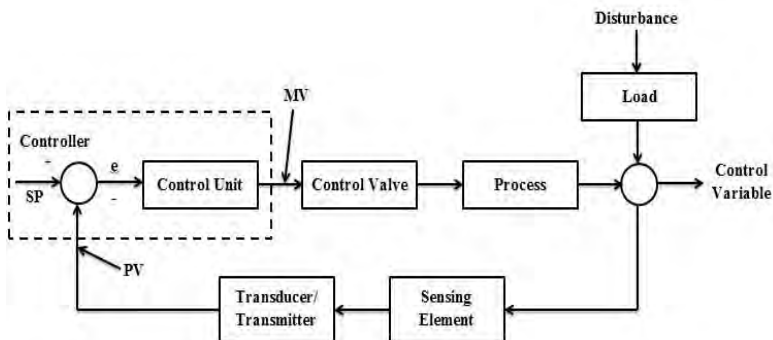 Disturbance
Load
MV
Controller
-
e
SP
-
Control Unit
Control Valve
Process
Control
Variable
PV
Transducer/
Transmitter
Sensing
Element